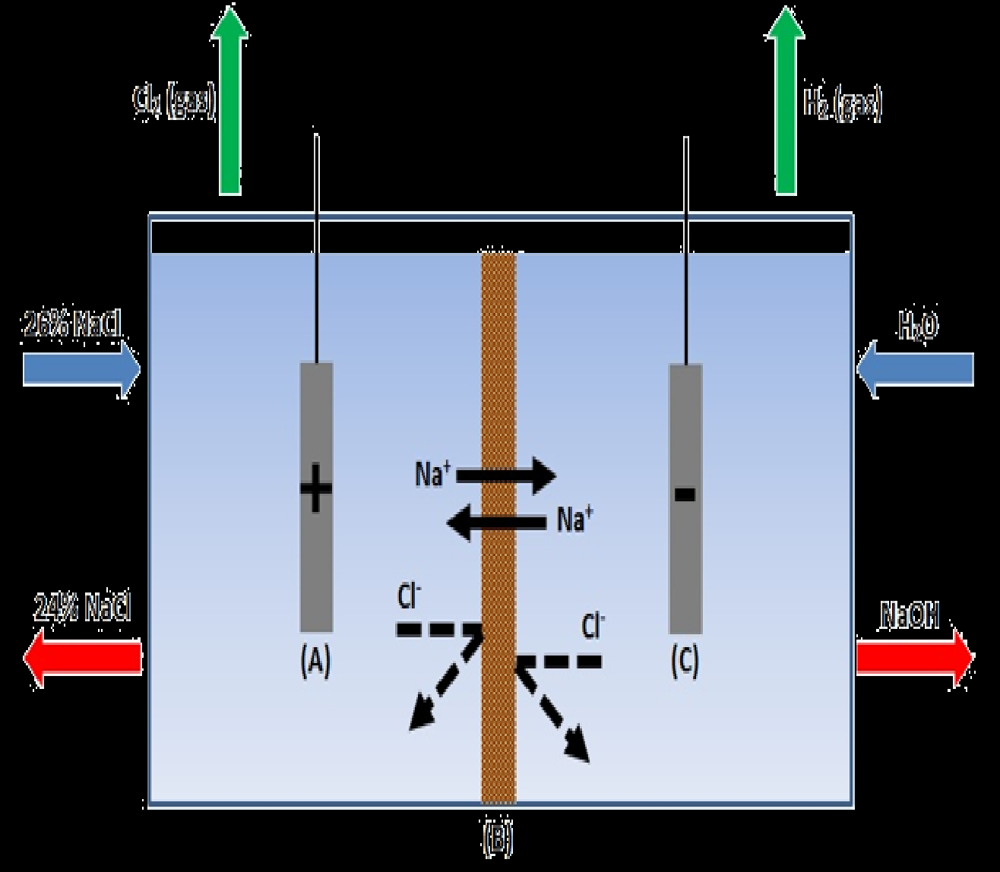 Cl₂ (gas)
H₂ (gas)
26% NaCl
H₂O
+
-
Na⁺
Na⁺
Cl⁻
Cl⁻
24% NaCl
NaOH
(A)
(C)
(B)